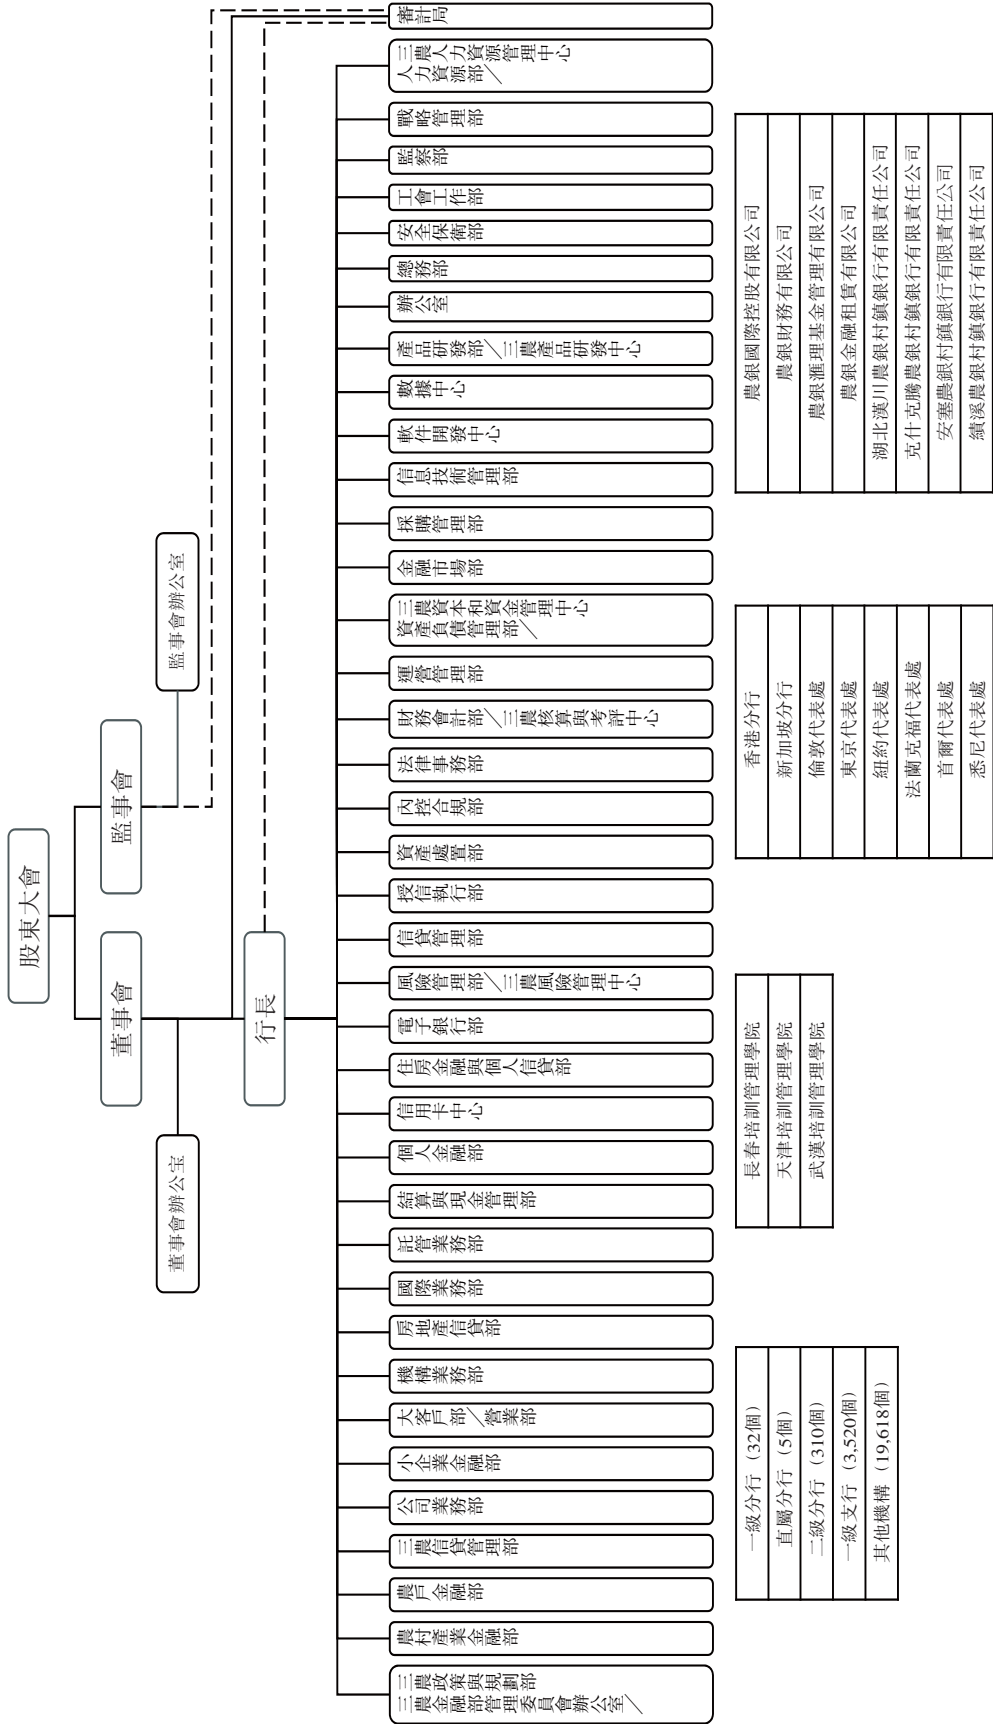 股東大會
董事會
監事會
董事會辦公室
監事會辦公室
行長
三農金融部管理委員會辦公室／
三農政策與規劃部
農村產業金融部
農戶金融部
三農信貸管理部
公司業務部
小企業金融部
大客戶部／營業部
機構業務部
房地產信貸部
國際業務部
託管業務部
結算與現金管理部
個人金融部
信用卡中心
住房金融與個人信貸部
電子銀行部
風險管理部／三農風險管理中心
信貸管理部
授信執行部
資產處置部
內控合規部
法律事務部
財務會計部／三農核算與考評中心
運營管理部
資產負債管理部／
三農資本和資金管理中心
金融市場部
採購管理部
信息技術管理部
軟件開發中心
數據中心
產品研發部／三農產品研發中心
辦公室
總務部
安全保衛部
工會工作部
監察部
戰略管理部
人力資源部／
三農人力資源管理中心
審計局
一級分行（32個）
直屬分行（5個）
二級分行（310個）
一級支行（3,520個）
其他機構（19,618個）
長春培訓管理學院
天津培訓管理學院
武漢培訓管理學院
香港分行
新加坡分行
倫敦代表處
東京代表處
紐約代表處
法蘭克福代表處
首爾代表處
悉尼代表處
農銀國際控股有限公司
農銀財務有限公司
農銀滙理基金管理有限公司
農銀金融租賃有限公司
湖北漢川農銀村鎮銀行有限責任公司
克什克騰農銀村鎮銀行有限責任公司
安塞農銀村鎮銀行有限責任公司
績溪農銀村鎮銀行有限責任公司